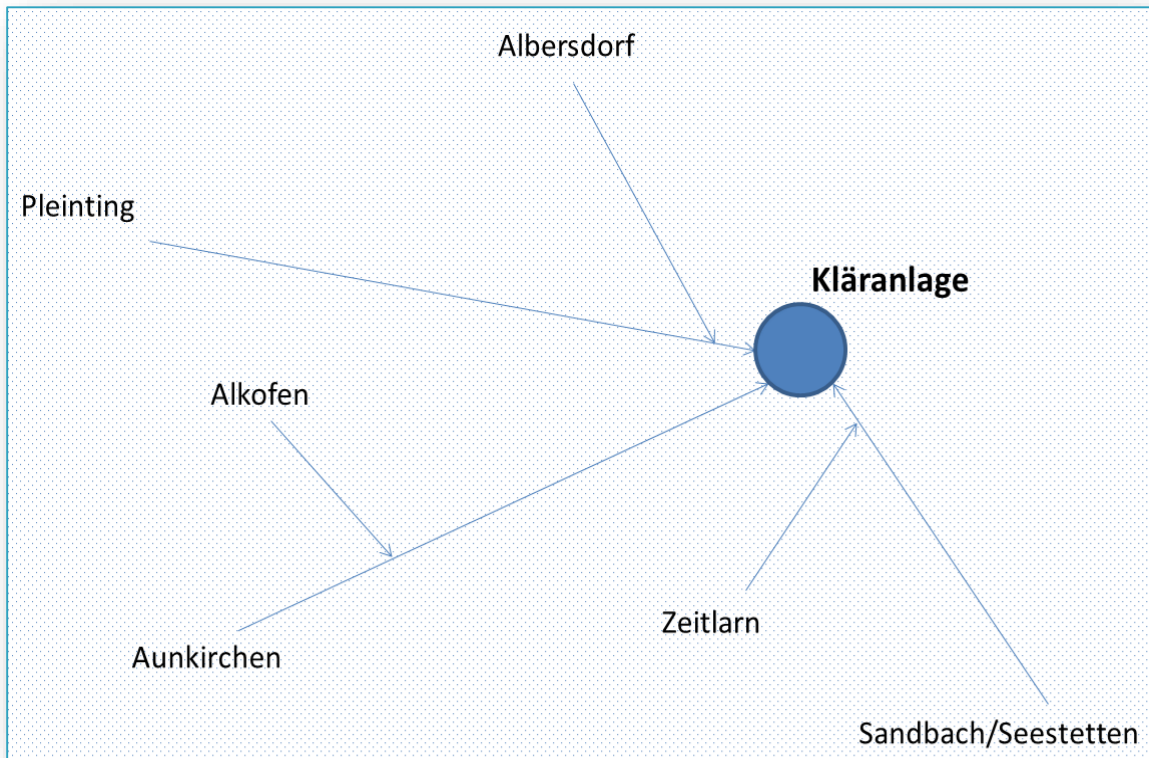 Albersdorf
Pleinting
Kläranlage
Alkofen
Zeitlarn
Aunkirchen
Sandbach/Seestetten